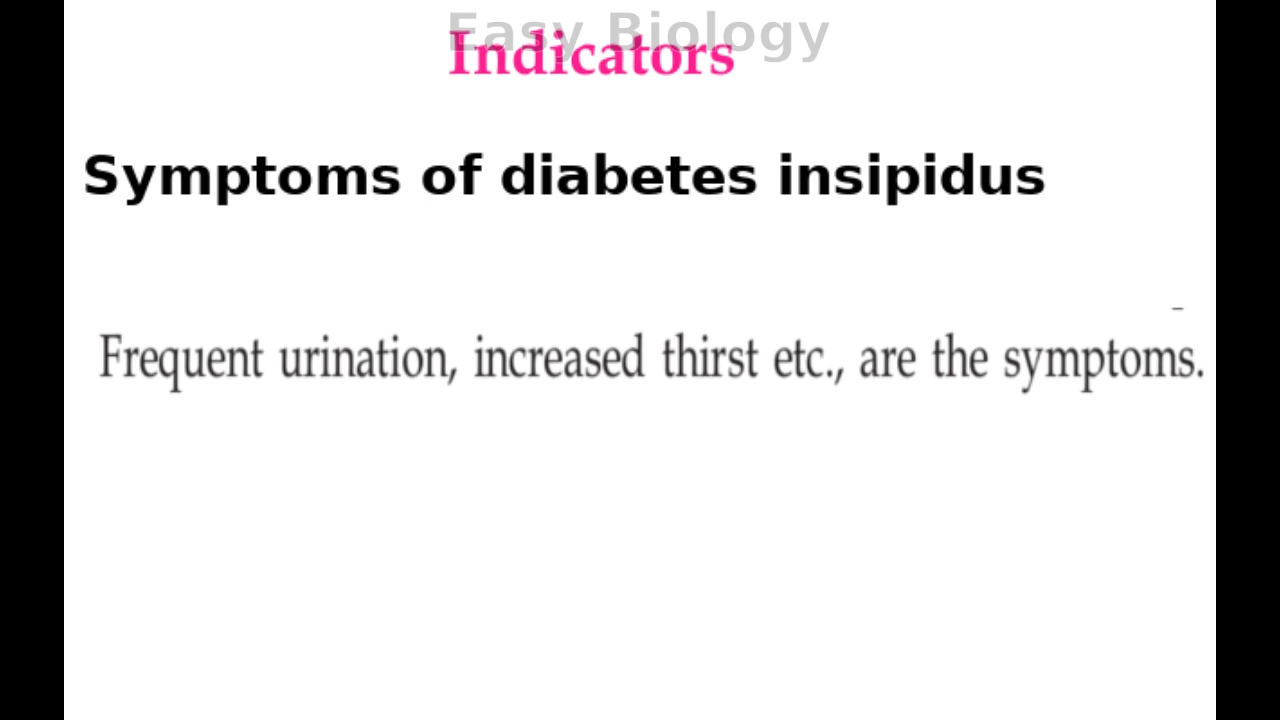 Easy Biology
Indicators
Symptoms of diabetes insipidus
Frequent urination, increased thirst etc., are the symptoms.